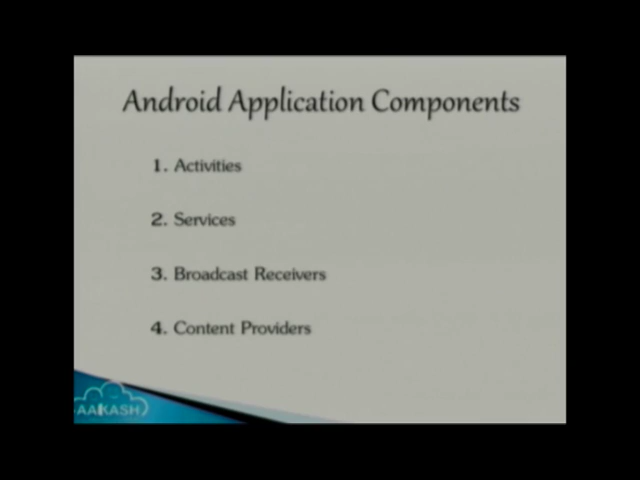 Android Application Components
1. Activities
2. Services
3. Broadcast Receivers
4. Content Providers
AAKASH